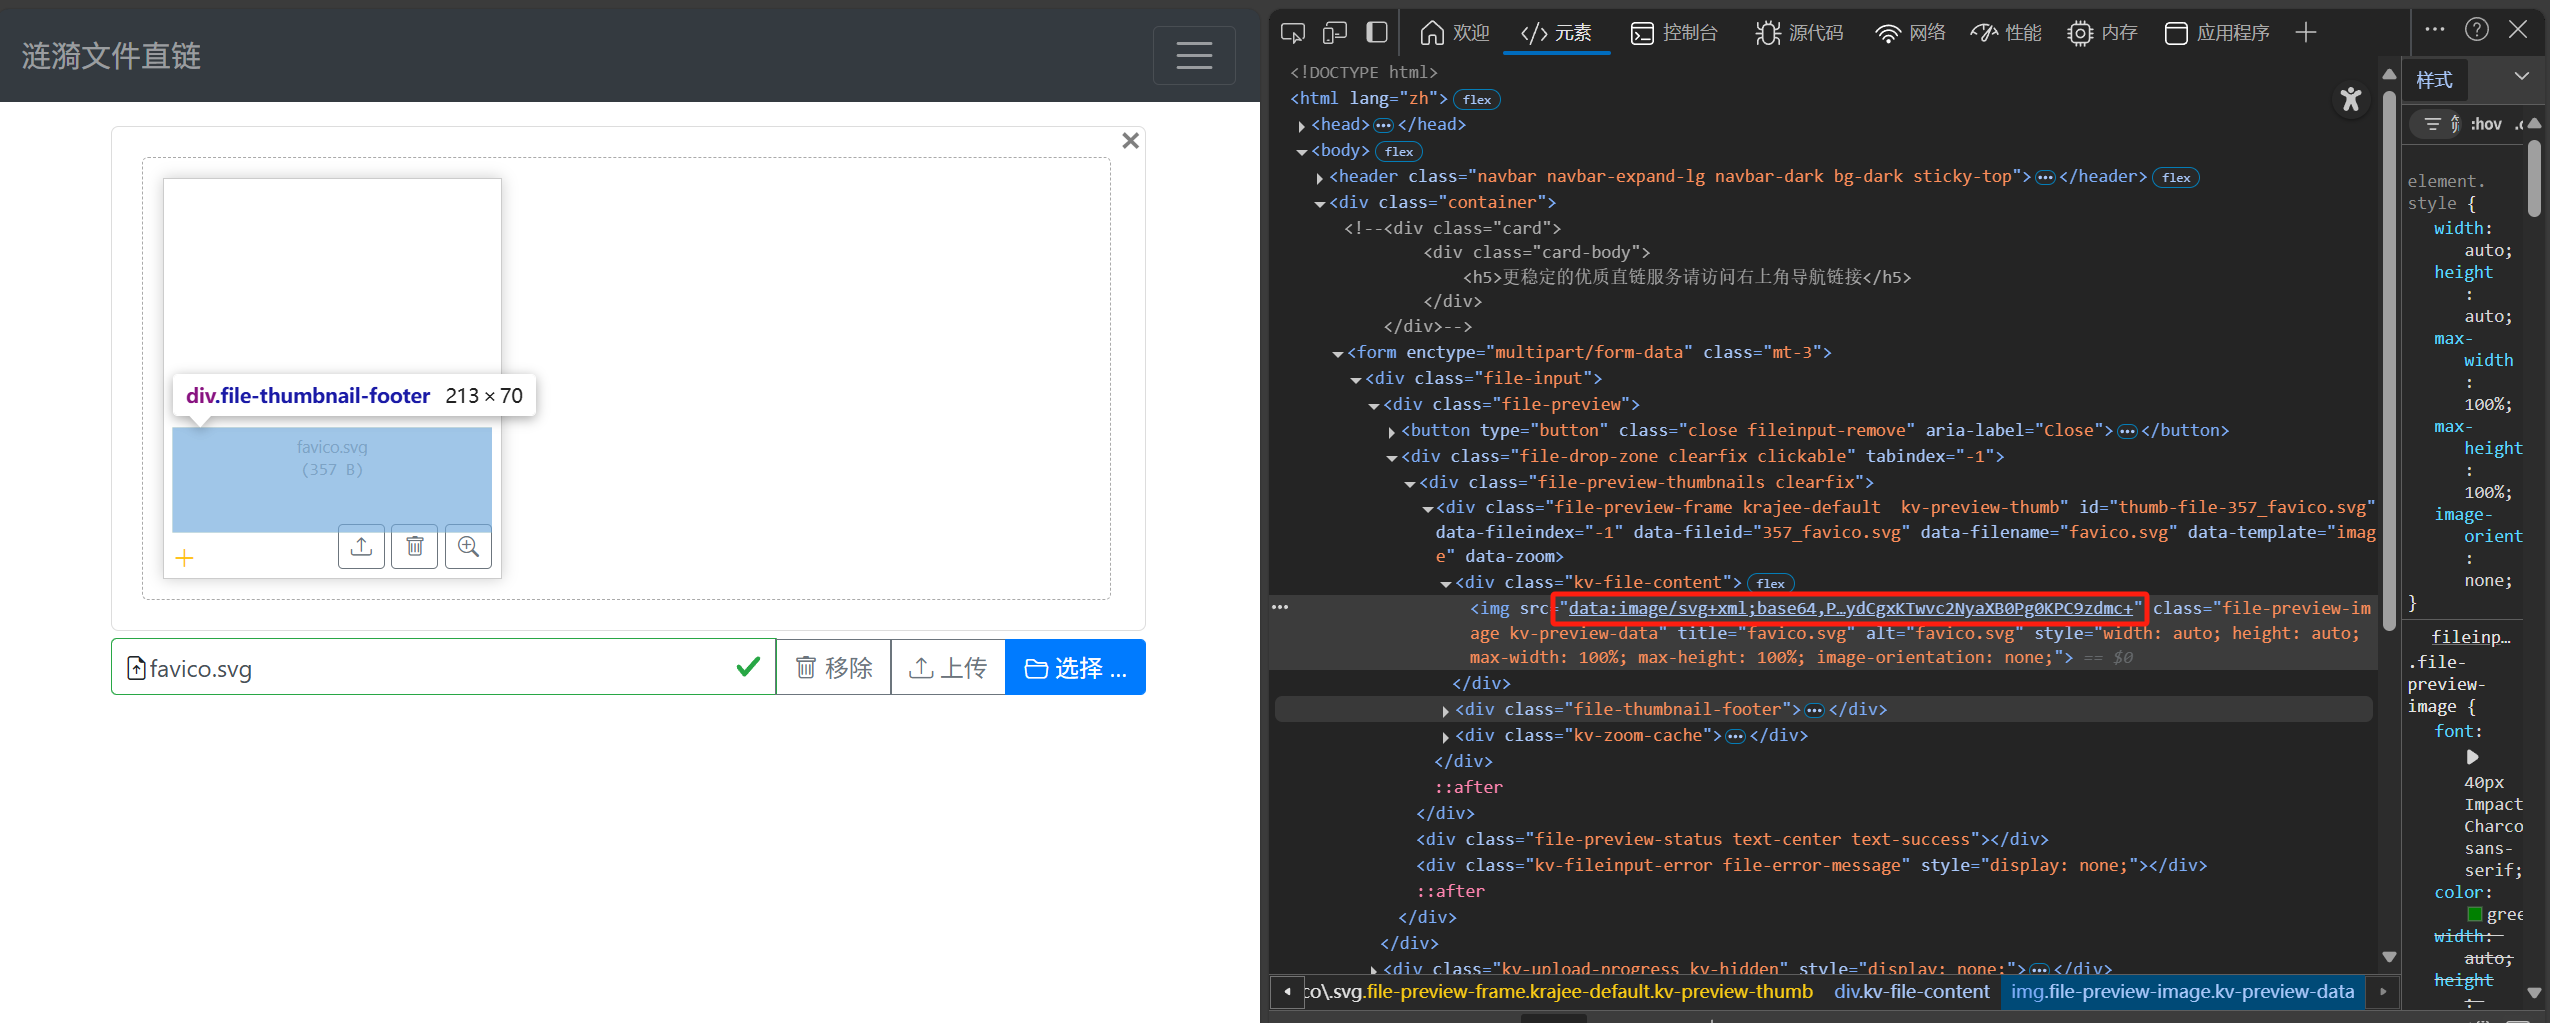 涟漪文件直链
div.file-thumbnail-footer 213 × 70
favico.svg
(357 B)
favico.svg
移除
上传
选择 ...
欢迎
元素
控制台
源代码
网络
性能
内存
应用程序
<!DOCTYPE html>
<html lang="zh"> flex
<head> ••• </head>
<body> flex
<header class="navbar navbar-expand-lg navbar-dark bg-dark sticky-top"> ••• </header> flex
<div class="container">
<!--<div class="card">
<div class="card-body">
<h5>更稳定的优质直链服务请访问右上角导航链接</h5>
</div>
</div>-->
<form enctype="multipart/form-data" class="mt-3">
<div class="file-input">
<div class="file-preview">
<button type="button" class="close fileinput-remove" aria-label="Close"> ••• </button>
<div class="file-drop-zone clearfix clickable" tabindex="-1">
<div class="file-preview-thumbnails clearfix">
<div class="file-preview-frame krajee-default  kv-preview-thumb" id="thumb-file-357_favico.svg"
data-fileindex="-1" data-fileid="357_favico.svg" data-filename="favico.svg" data-template="imag
e" data-zoom>
<div class="kv-file-content"> flex
<img src="data:image/svg+xml;base64,P…ydCgxKTwvc2NyaXB0Pg0KPC9zdmc+" class="file-preview-im
age kv-preview-data" title="favico.svg" alt="favico.svg" style="width: auto; height: auto;
max-width: 100%; max-height: 100%; image-orientation: none;"> == $0
</div>
<div class="file-thumbnail-footer"> ••• </div>
<div class="kv-zoom-cache"> ••• </div>
</div>
::after
</div>
<div class="file-preview-status text-center text-success"></div>
<div class="kv-fileinput-error file-error-message" style="display: none;"></div>
::after
</div>
</div>
<div class="kv-upload-progress kv-hidden" style="display: none;"> ••• </div>
co\.svg.file-preview-frame.krajee-default.kv-preview-thumb
div.kv-file-content
img.file-preview-image.kv-preview-data
样式
:hov
element.
style {
width:
auto;
height
:
auto;
max-
width
:
100%;
max-
height
:
100%;
image-
orient
:
none;
}
fileinp…
.file-
preview-
image {
font:
40px
Impact
Charco
sans-
serif;
color:
gree
width:
auto;
height
: